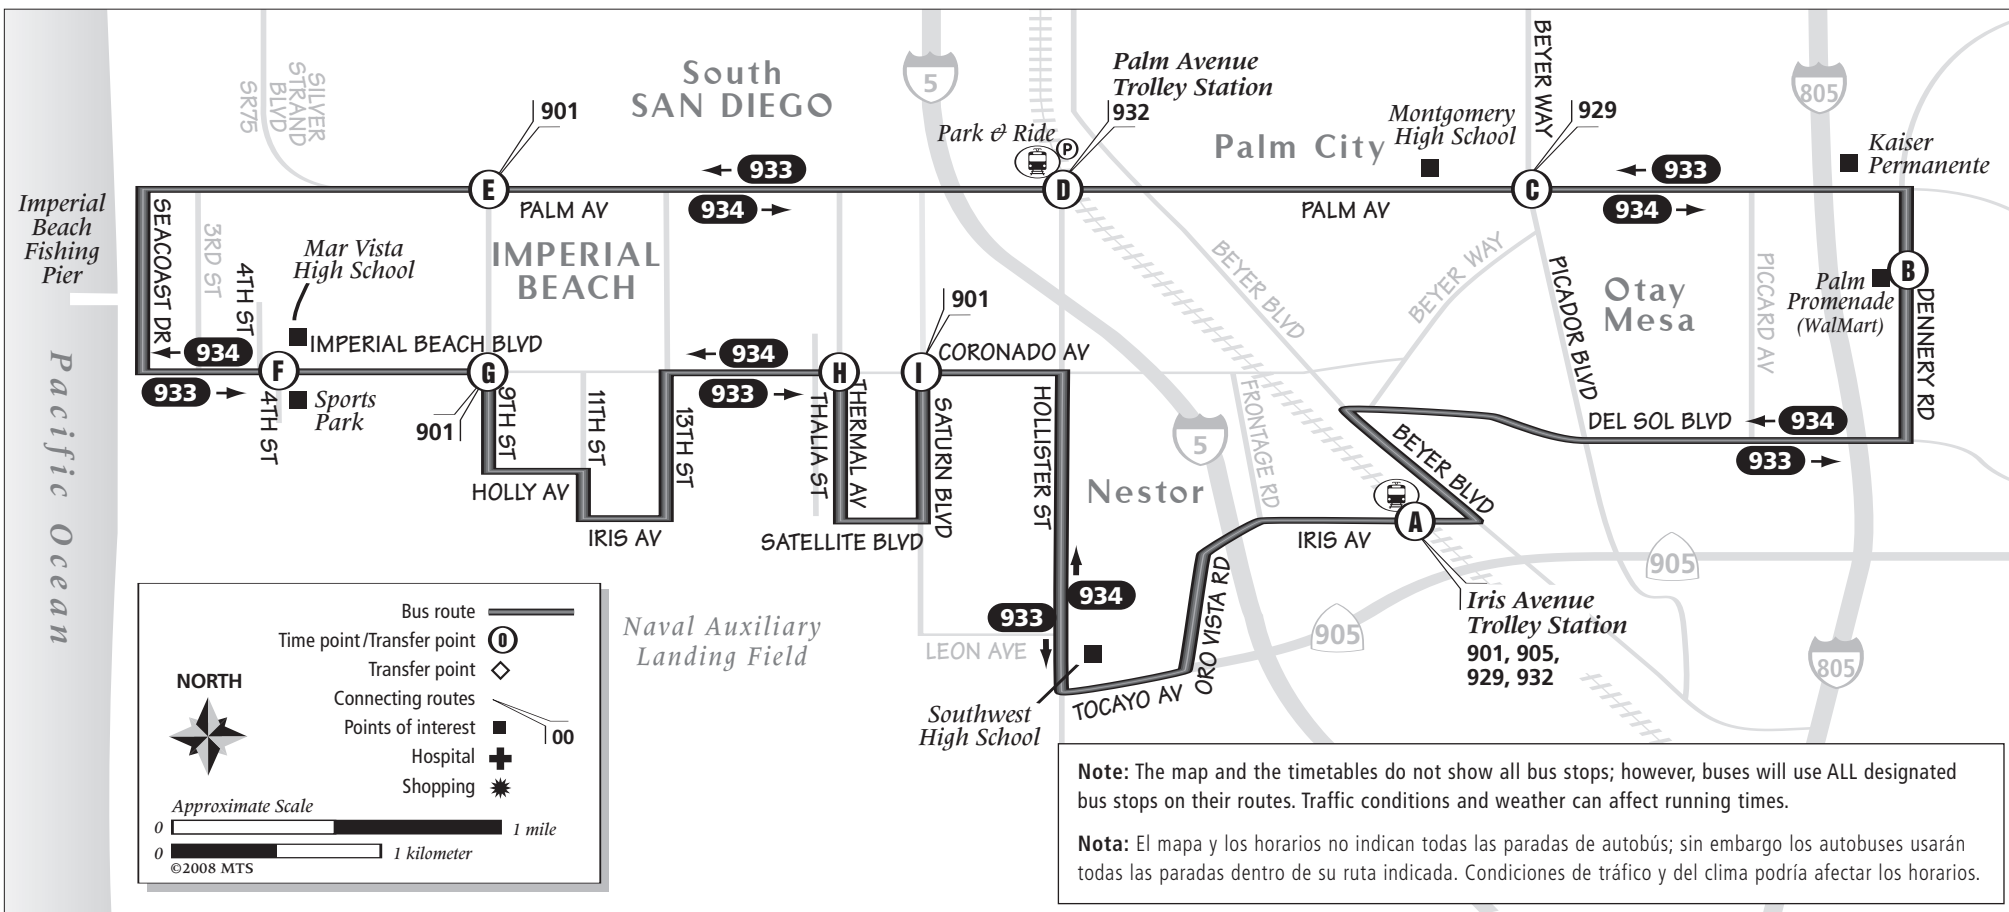 South
SAN DIEGO
SILVER
STRAND
BLVD
SR75
5
901
Palm Avenue
Trolley Station
932
Park & Ride
P
BEYER WAY
929
Montgomery
High School
Palm City
805
Kaiser
Permanente
933
934
933
934
E
D
C
PALM AV
PALM AV
Imperial
Beach
Fishing
Pier
SEACOAST DR
3RD ST
4TH ST
Mar Vista
High School
IMPERIAL
BEACH
901
BEYER BLVD
BEYER WAY
PICADOR BLVD
Otay
Mesa
PICCARD AV
Palm
Promenade
(WalMart)
B
DENNERY RD
Pacific Ocean
934
933
IMPERIAL BEACH BLVD
F
G
4TH ST
Sports
Park
901
9TH ST
11TH ST
13TH ST
934
933
H
I
CORONADO AV
THALIA ST
THERMAL AV
SATURN BLVD
HOLLISTER ST
FRONTAGE RD
5
DEL SOL BLVD
934
933
BEYER BLVD
HOLLY AV
IRIS AV
SATELLITE BLVD
Nestor
IRIS AV
A
905
905
Iris Avenue
Trolley Station
901, 905,
929, 932
805
933
934
ORO VISTA RD
LEON AVE
TOCAYO AV
Southwest
High School
Naval Auxiliary
Landing Field
Bus route
Time point/Transfer point
0
Transfer point
Connecting routes
00
Points of interest
Hospital
Shopping
NORTH
Approximate Scale
0
1 mile
0
1 kilometer
©2008 MTS
Note: The map and the timetables do not show all bus stops; however, buses will use ALL designated
bus stops on their routes. Traffic conditions and weather can affect running times.
Nota: El mapa y los horarios no indican todas las paradas de autobús; sin embargo los autobuses usarán
todas las paradas dentro de su ruta indicada. Condiciones de tráfico y del clima podría afectar los horarios.